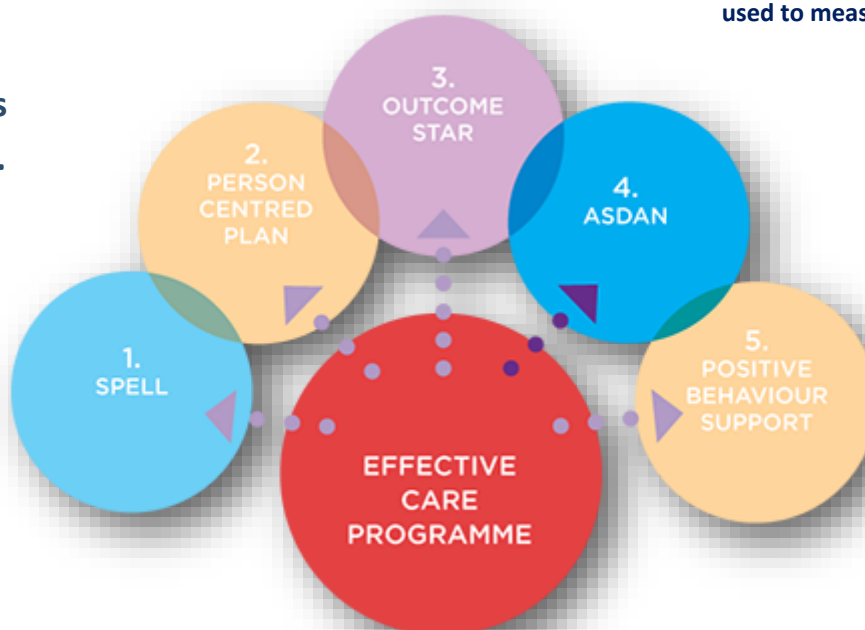 used to meas
s
.
3.
OUTCOME
STAR
2.
PERSON
CENTRED
PLAN
4.
ASDAN
1.
SPELL
5.
POSITIVE
BEHAVIOUR
SUPPORT
EFFECTIVE
CARE
PROGRAMME